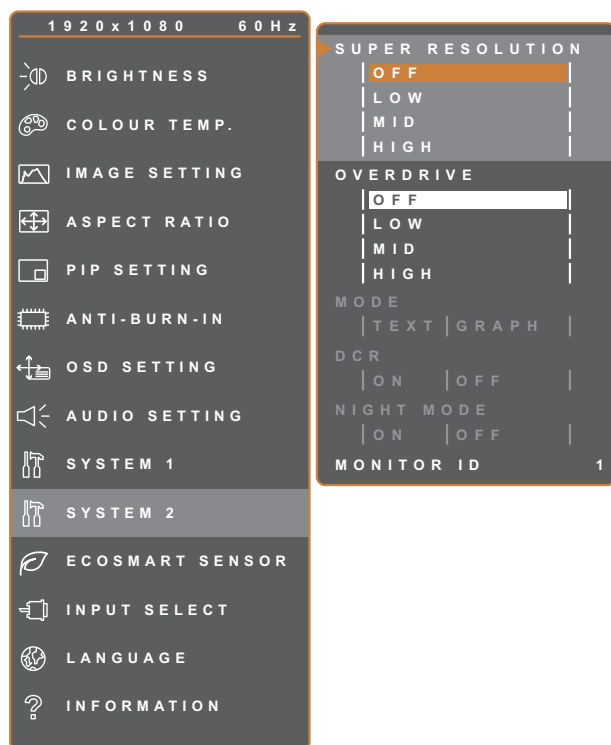 1920x1080 60Hz
BRIGHTNESS
COLOUR TEMP.
IMAGE SETTING
ASPECT RATIO
PIP SETTING
ANTI-BURN-IN
OSD SETTING
AUDIO SETTING
SYSTEM 1
SYSTEM 2
ECOSMART SENSOR
INPUT SELECT
LANGUAGE
INFORMATION
SUPER RESOLUTION
OFF
LOW
MID
HIGH
OVERDRIVE
OFF
LOW
MID
HIGH
MODE
TEXT GRAPH
DCR
ON OFF
NIGHT MODE
ON OFF
MONITOR ID 1